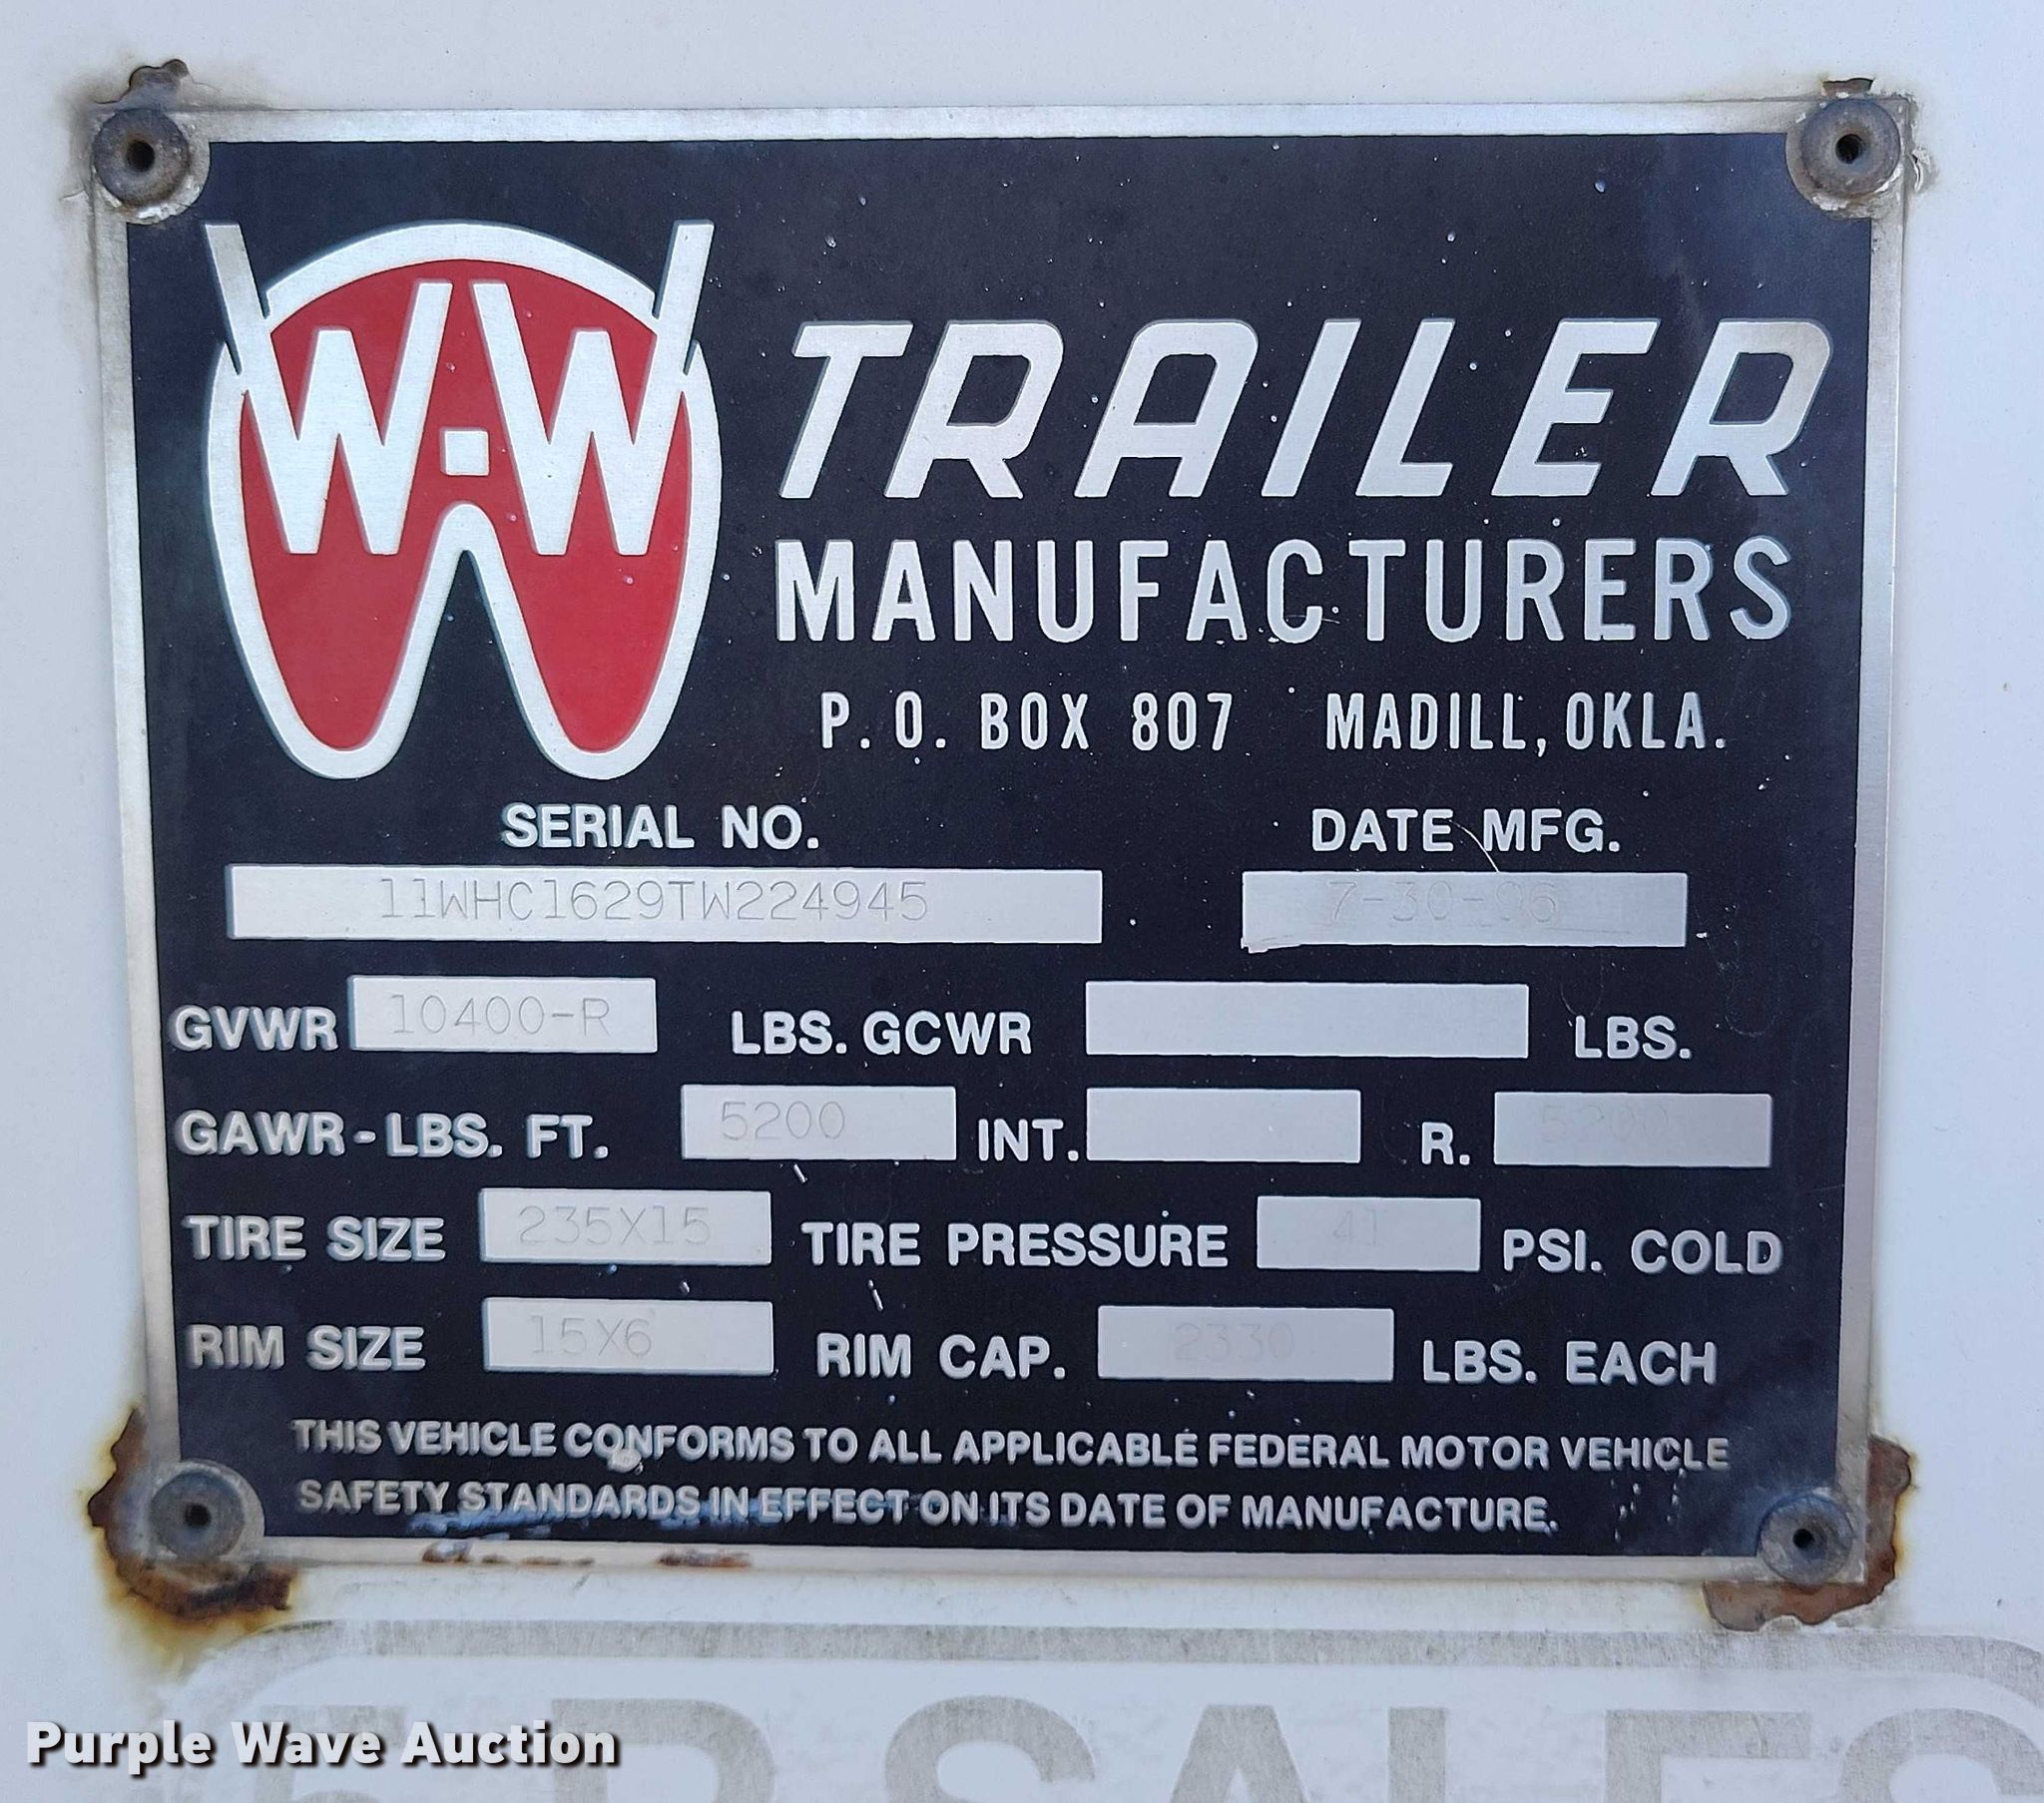 W-W TRAILER
MANUFACTURERS
P. O. BOX 807 MADILL, OKLA.
SERIAL NO. DATE MFG.
11WHC1629TW224945 7-30-96
GVWR 10400-R LBS. GCWR LBS.
GAWR-LBS. FT. 5200 INT. R. 5200
TIRE SIZE 235X15 TIRE PRESSURE PSI. COLD
RIM SIZE 15X6 RIM CAP. 2330 LBS. EACH
THIS VEHICLE CONFORMS TO ALL APPLICABLE FEDERAL MOTOR VEHICLE
SAFETY STANDARDS IN EFFECT ON ITS DATE OF MANUFACTURE.
SALES
Purple Wave Auction